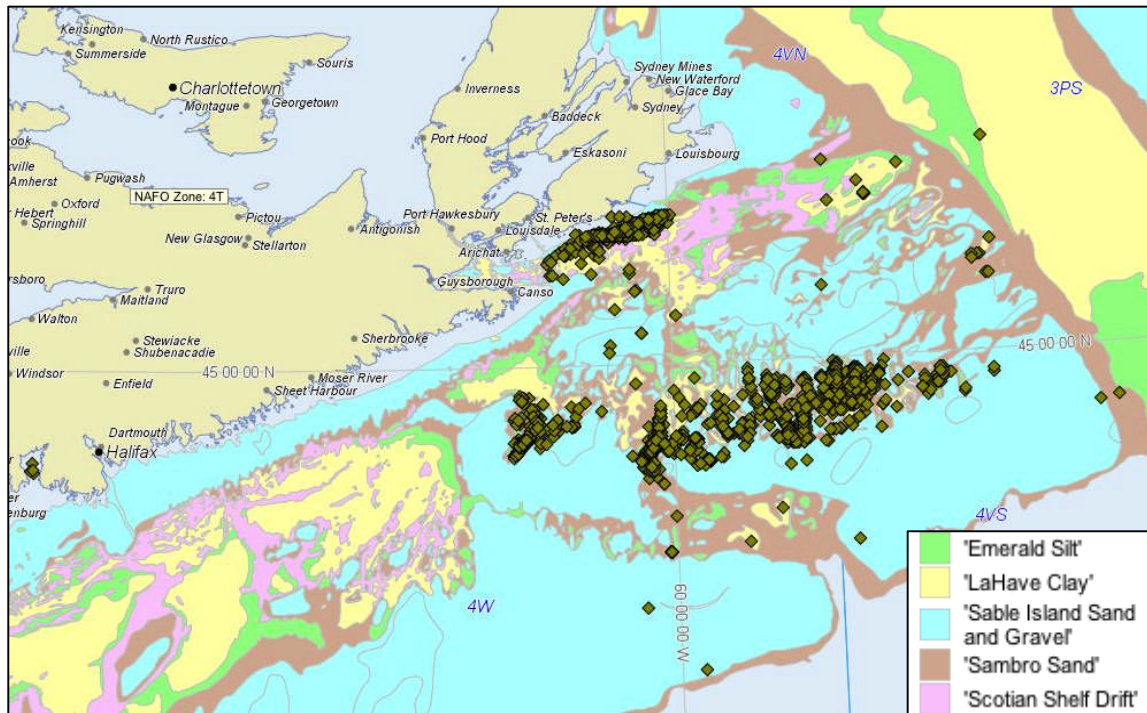 Kensington
North Rustico
Summerside
Souris
Charlottetown
Montague
Georgetown
Inverness
Sydney Mines
New Waterford
Glace Bay
Sydney
Baddeck
4VN
3PS
Port Hood
Eskasoni
Louisbourg
Amherst
Pugwash
NAFO Zone: 4T
Oxford
Springhill
Pictou
New Glasgow
Stellarton
Antigonish
Port Hawkesbury
St. Peter's
Louisdale
Arichat
Guysborough
Canso
Truro
Maitland
Walton
Stewiacke
Shubenacadie
Sherbrooke
Windsor
Enfield
45 00 00 N
Moser River
Sheet Harbour
45 00 00 N
Dartmouth
Halifax
4VS
4W
60 00 00 W
'Emerald Silt'
'LaHave Clay'
'Sable Island Sand
and Gravel'
'Sambro Sand'
'Scotian Shelf Drift'